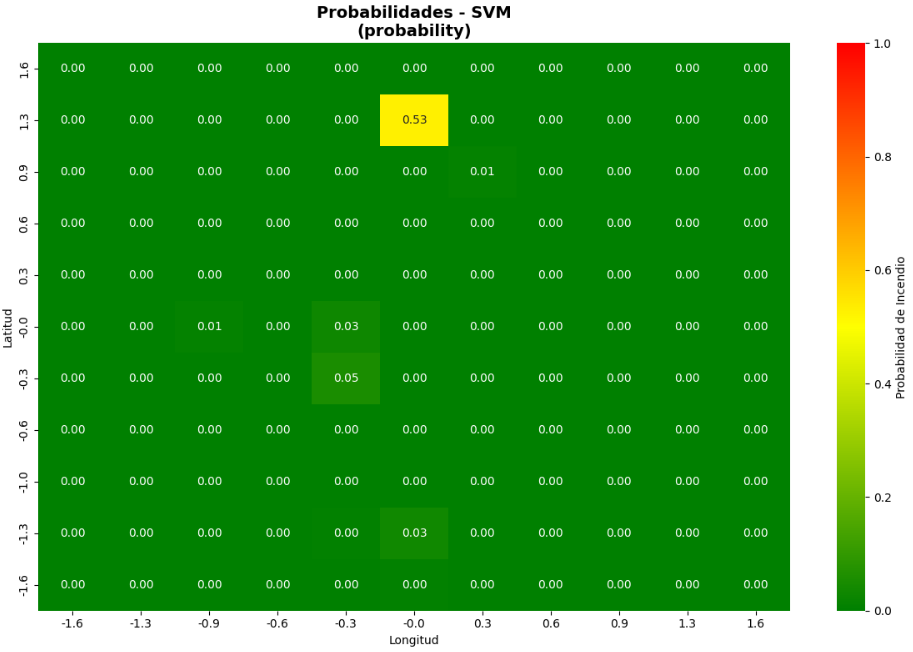 Probabilidades - SVM
(probability)
1.6 0.00 0.00 0.00 0.00 0.00 0.00 0.00 0.00 0.00 0.00 0.00
1.3 0.00 0.00 0.00 0.00 0.00 0.53 0.00 0.00 0.00 0.00 0.00
0.9 0.00 0.00 0.00 0.00 0.00 0.00 0.01 0.00 0.00 0.00 0.00
0.6 0.00 0.00 0.00 0.00 0.00 0.00 0.00 0.00 0.00 0.00 0.00
0.3 0.00 0.00 0.00 0.00 0.00 0.00 0.00 0.00 0.00 0.00 0.00
-0.0 0.00 0.00 0.01 0.00 0.03 0.00 0.00 0.00 0.00 0.00 0.00
-0.3 0.00 0.00 0.00 0.00 0.05 0.00 0.00 0.00 0.00 0.00 0.00
-0.6 0.00 0.00 0.00 0.00 0.00 0.00 0.00 0.00 0.00 0.00 0.00
-1.0 0.00 0.00 0.00 0.00 0.00 0.00 0.00 0.00 0.00 0.00 0.00
-1.3 0.00 0.00 0.00 0.00 0.00 0.03 0.00 0.00 0.00 0.00 0.00
-1.6 0.00 0.00 0.00 0.00 0.00 0.00 0.00 0.00 0.00 0.00 0.00
-1.6 -1.3 -0.9 -0.6 -0.3 -0.0 0.3 0.6 0.9 1.3 1.6
Longitud
Latitud
1.0
0.8
0.6
0.4
0.2
0.0
Probabilidad de Incendio